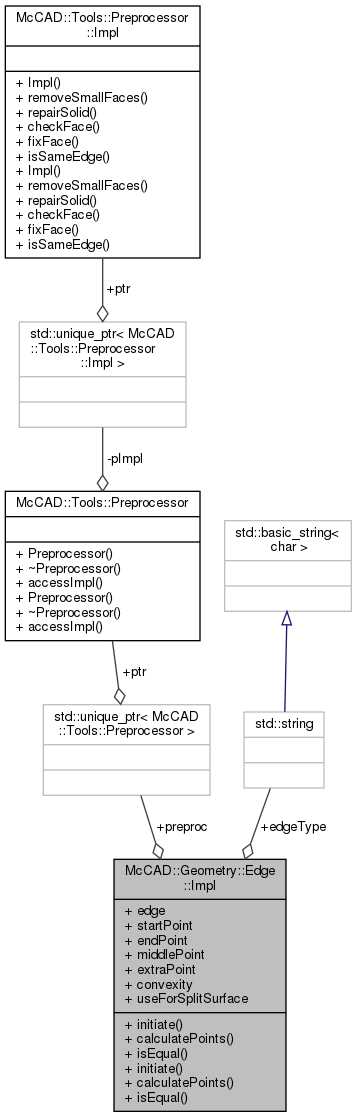 McCAD::Tools::Preprocessor
::Impl
+ Impl()
+ removeSmallFaces()
+ repairSolid()
+ checkFace()
+ fixFace()
+ isSameEdge()
+ Impl()
+ removeSmallFaces()
+ repairSolid()
+ checkFace()
+ fixFace()
+ isSameEdge()
+ptr
std::unique_ptr< McCAD
::Tools::Preprocessor
::Impl >
-pImpl
McCAD::Tools::Preprocessor
+ Preprocessor()
+ ~Preprocessor()
+ accessImpl()
+ Preprocessor()
+ ~Preprocessor()
+ accessImpl()
std::basic_string<
char >
+ptr
std::unique_ptr< McCAD
::Tools::Preprocessor >
std::string
+preproc
+edgeType
McCAD::Geometry::Edge
::Impl
+ edge
+ startPoint
+ endPoint
+ middlePoint
+ extraPoint
+ convexity
+ useForSplitSurface
+ initiate()
+ calculatePoints()
+ isEqual()
+ initiate()
+ calculatePoints()
+ isEqual()